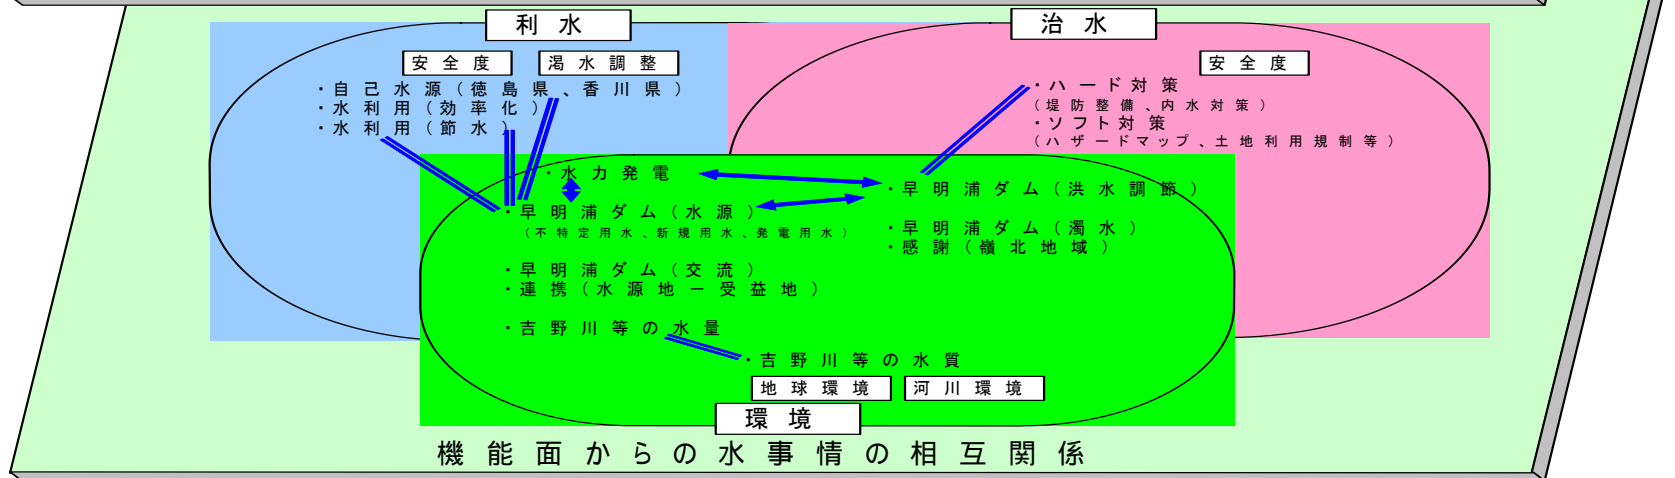 利水
安全度
渇水調整
・自己水源（徳島県、香川県）
・水利用（効率化）
・水利用（節水）
治水
安全度
・ハード対策
（堤防整備、内水対策）
・ソフト対策
（ハザードマップ、土地利用規制等）
・水力発電
・早明浦ダム（水源）
（不特定用水、新規用水、発電用水）
・早明浦ダム（交流）
・連携（水源地ー受益地）
・吉野川等の水量
・早明浦ダム（洪水調節）
・早明浦ダム（濁水）
・感謝（嶺北地域）
・吉野川等の水質
地球環境
河川環境
環境
機能面からの水事情の相互関係